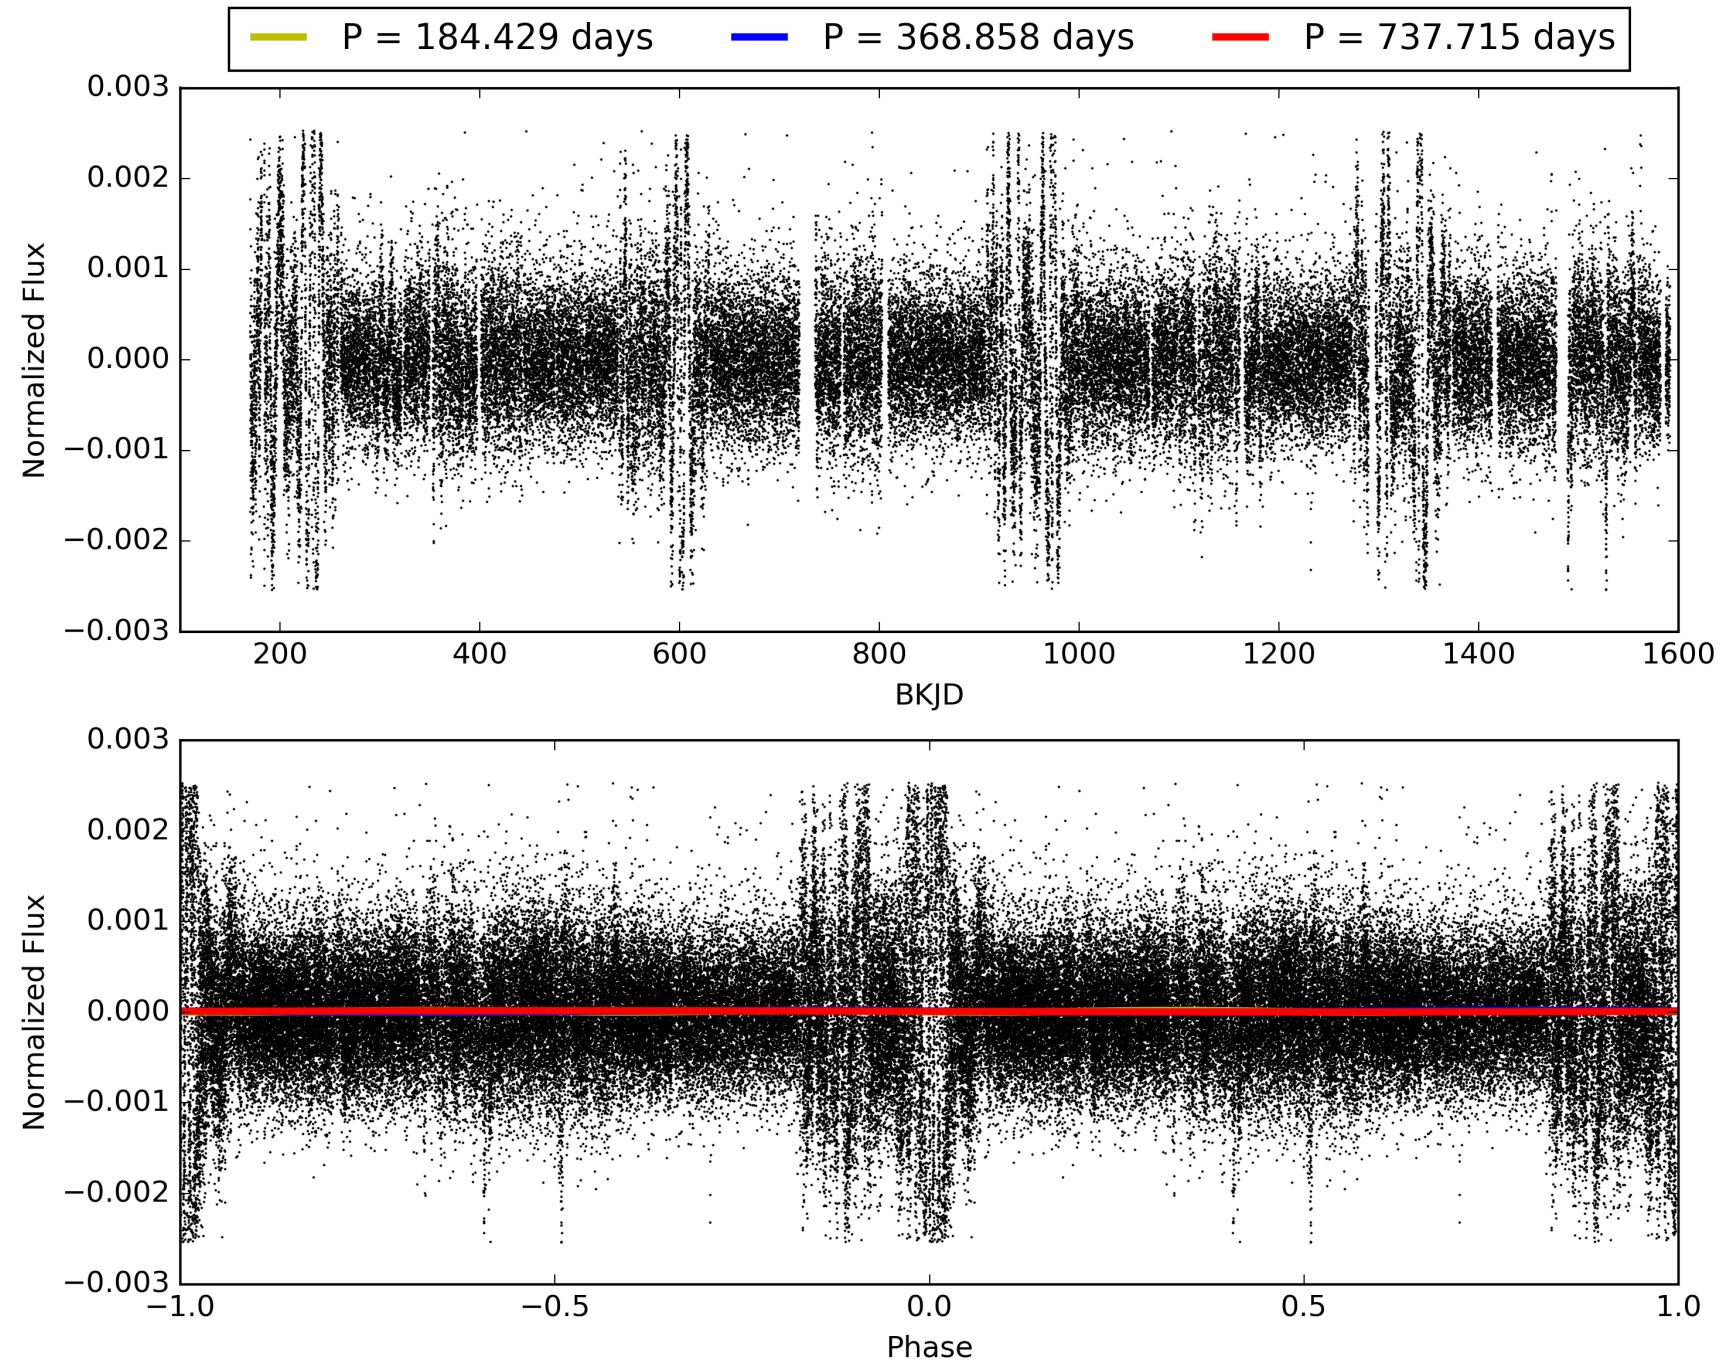 P = 184.429 days P = 368.858 days P = 737.715 days
0.003
0.002
0.001
0.000
−0.001
−0.002
−0.003
Normalized Flux
200 400 600 800 1000 1200 1400 1600
BKJD
0.003
0.002
0.001
0.000
−0.001
−0.002
−0.003
Normalized Flux
−1.0 −0.5 0.0 0.5 1.0
Phase